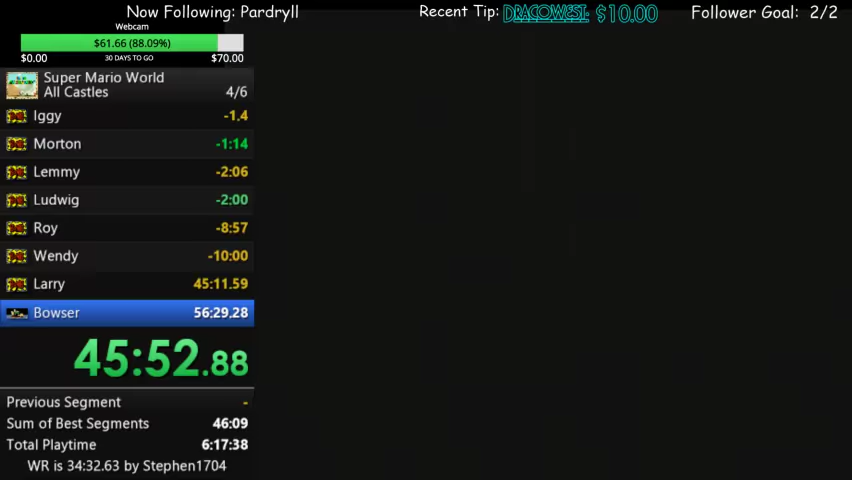 Now Following: Pardryll
Recent Tip: DRACOWEST: $10.00
Follower Goal: 2/2
Webcam
$61.66 (88.09%)
$0.00 30 DAYS TO GO $70.00
Super Mario World
All Castles 4/6
Iggy -1.4
Morton -1:14
Lemmy -2:06
Ludwig -2:00
Roy -8:57
Wendy -10:00
Larry 45:11.59
Bowser 56:29.28
45:52.88
Previous Segment -
Sum of Best Segments 46:09
Total Playtime 6:17:38
WR is 34:32.63 by Stephen1704